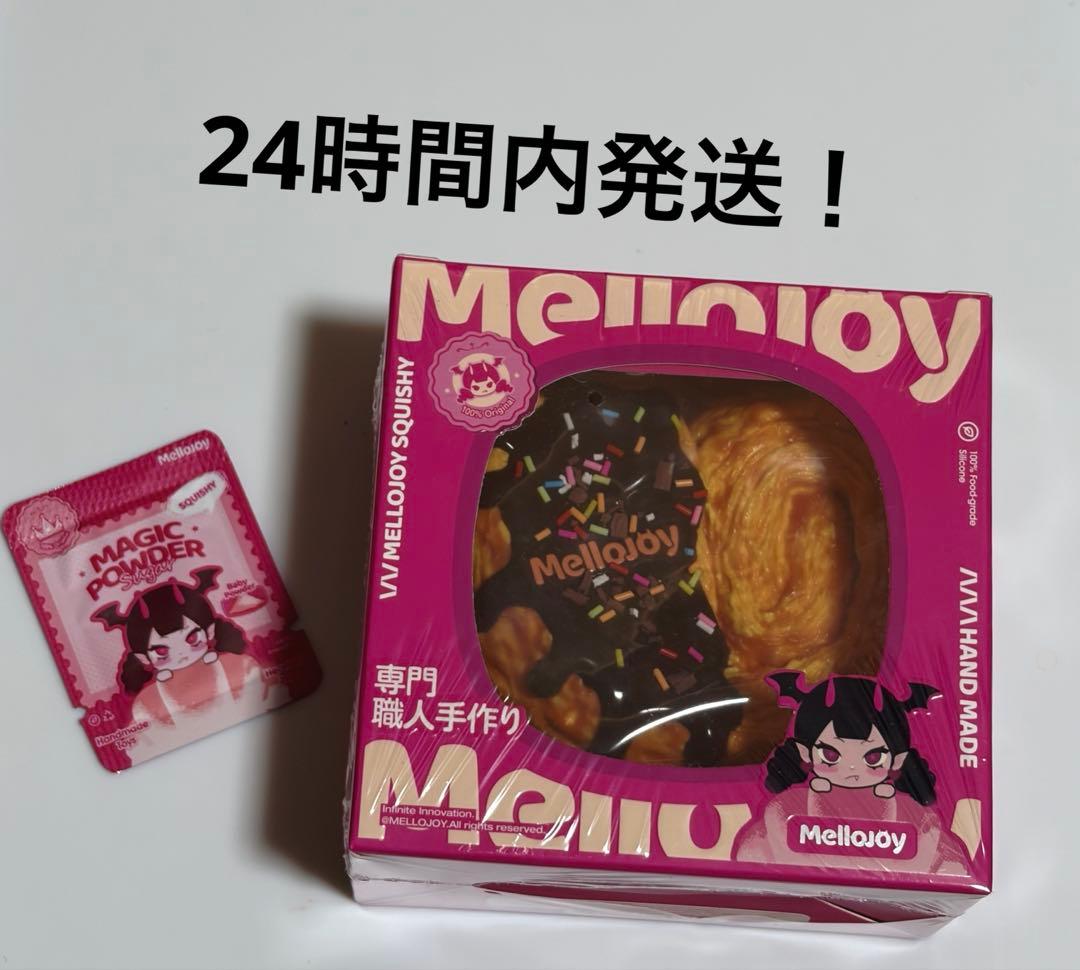 24時間内発送！
Mellojoy
100% Original
MELLOJOY SQUISHY
100% Food-grade
Silicone
Mellojoy
HAND MADE
専門
職人手作り
Infinite Innovation.
@MELLOJOY.All rights reserved.
Mellojoy
Mellojoy
SQUISHY
MAGIC
POWDER
Sugar
Baby
Powder
Handmade
Toys